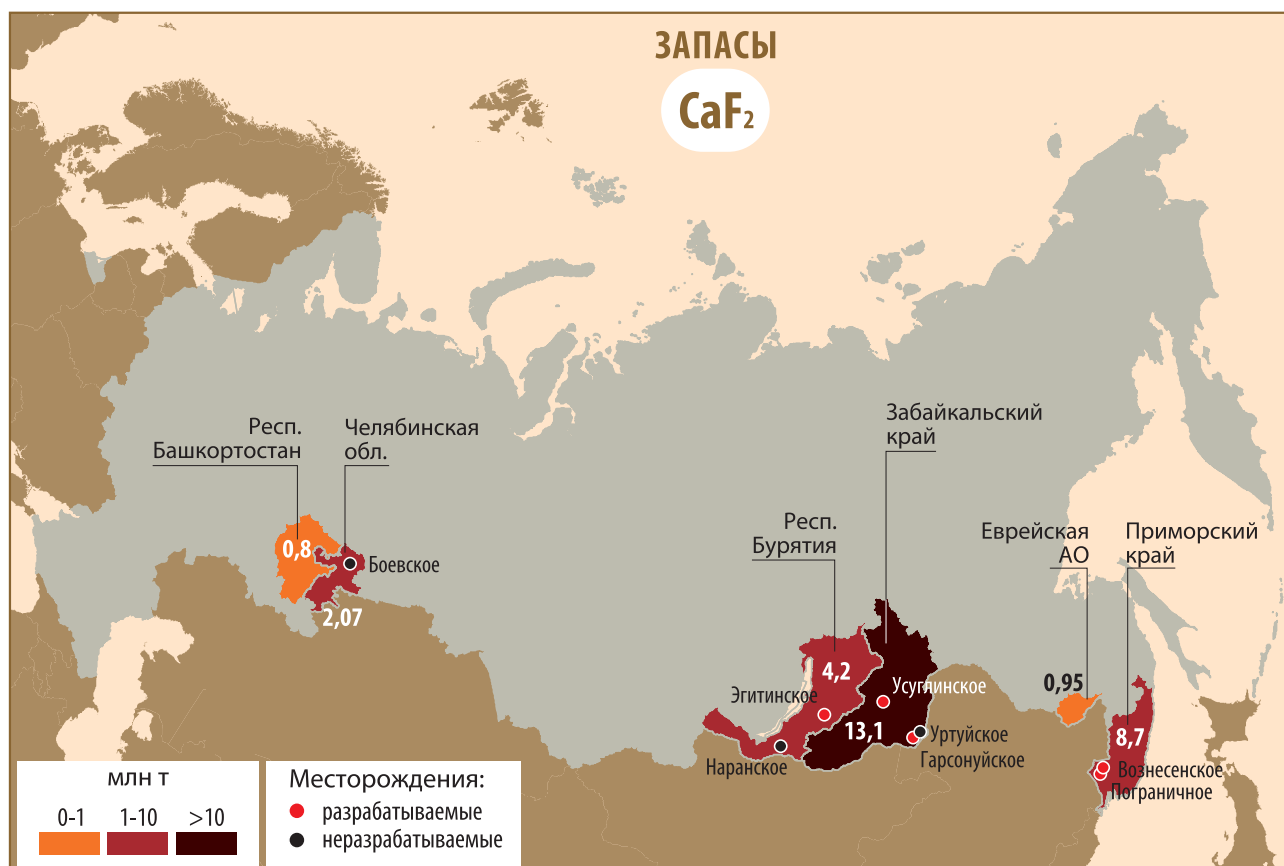 ЗАПАСЫ
CaF₂
Забайкальский
край
Респ.
Башкортостан
Челябинская
обл.
Респ.
Бурятия
Еврейская
АО
Приморский
край
0,8
Боевское
2,07
4,2
Эгитинское
Усуглинское
0,95
13,1
Уртуйское
Гарсонуйское
Наранское
8,7
Вознесенское
Пограничное
млн т
0-1
1-10
>10
Месторождения:
разрабатываемые
неразрабатываемые